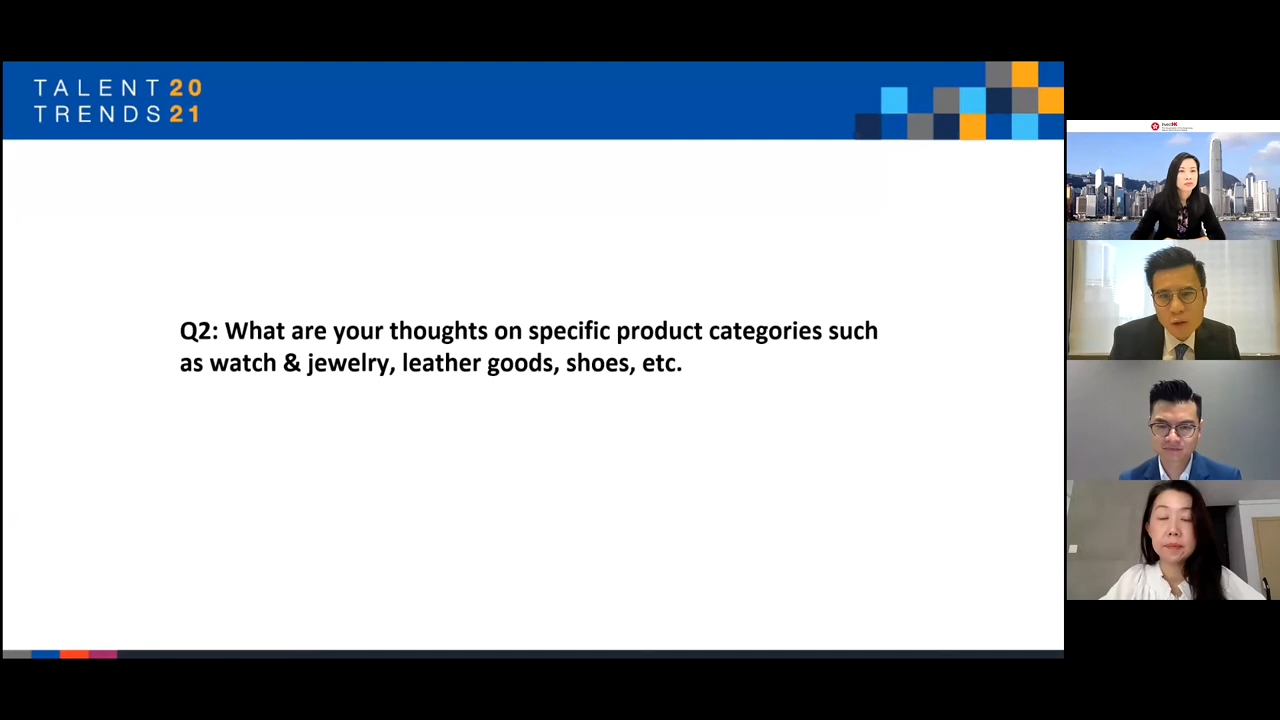 TALENT 20
TRENDS 21
InvestHK
Q2: What are your thoughts on specific product categories such
as watch & jewelry, leather goods, shoes, etc.